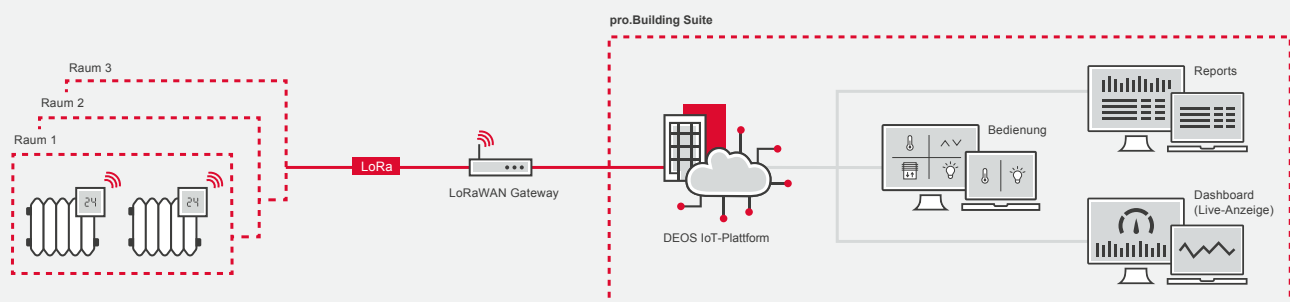 pro.Building Suite
Raum 3
Raum 2
Raum 1
24
24
LoRa
LoRaWAN Gateway
DEOS IoT-Plattform
Bedienung
Reports
Dashboard
(Live-Anzeige)